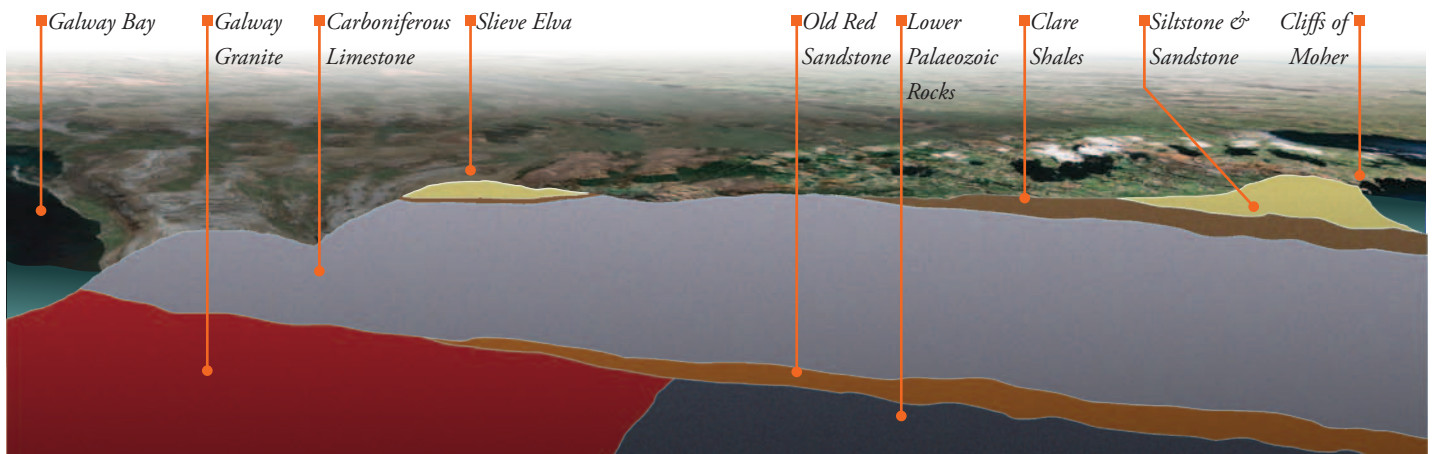 Galway Bay
Galway
Granite
Carboniferous
Limestone
Slieve Elva
Old Red
Sandstone
Lower
Palaeozoic
Rocks
Clare
Shales
Siltstone &
Sandstone
Cliffs of
Moher